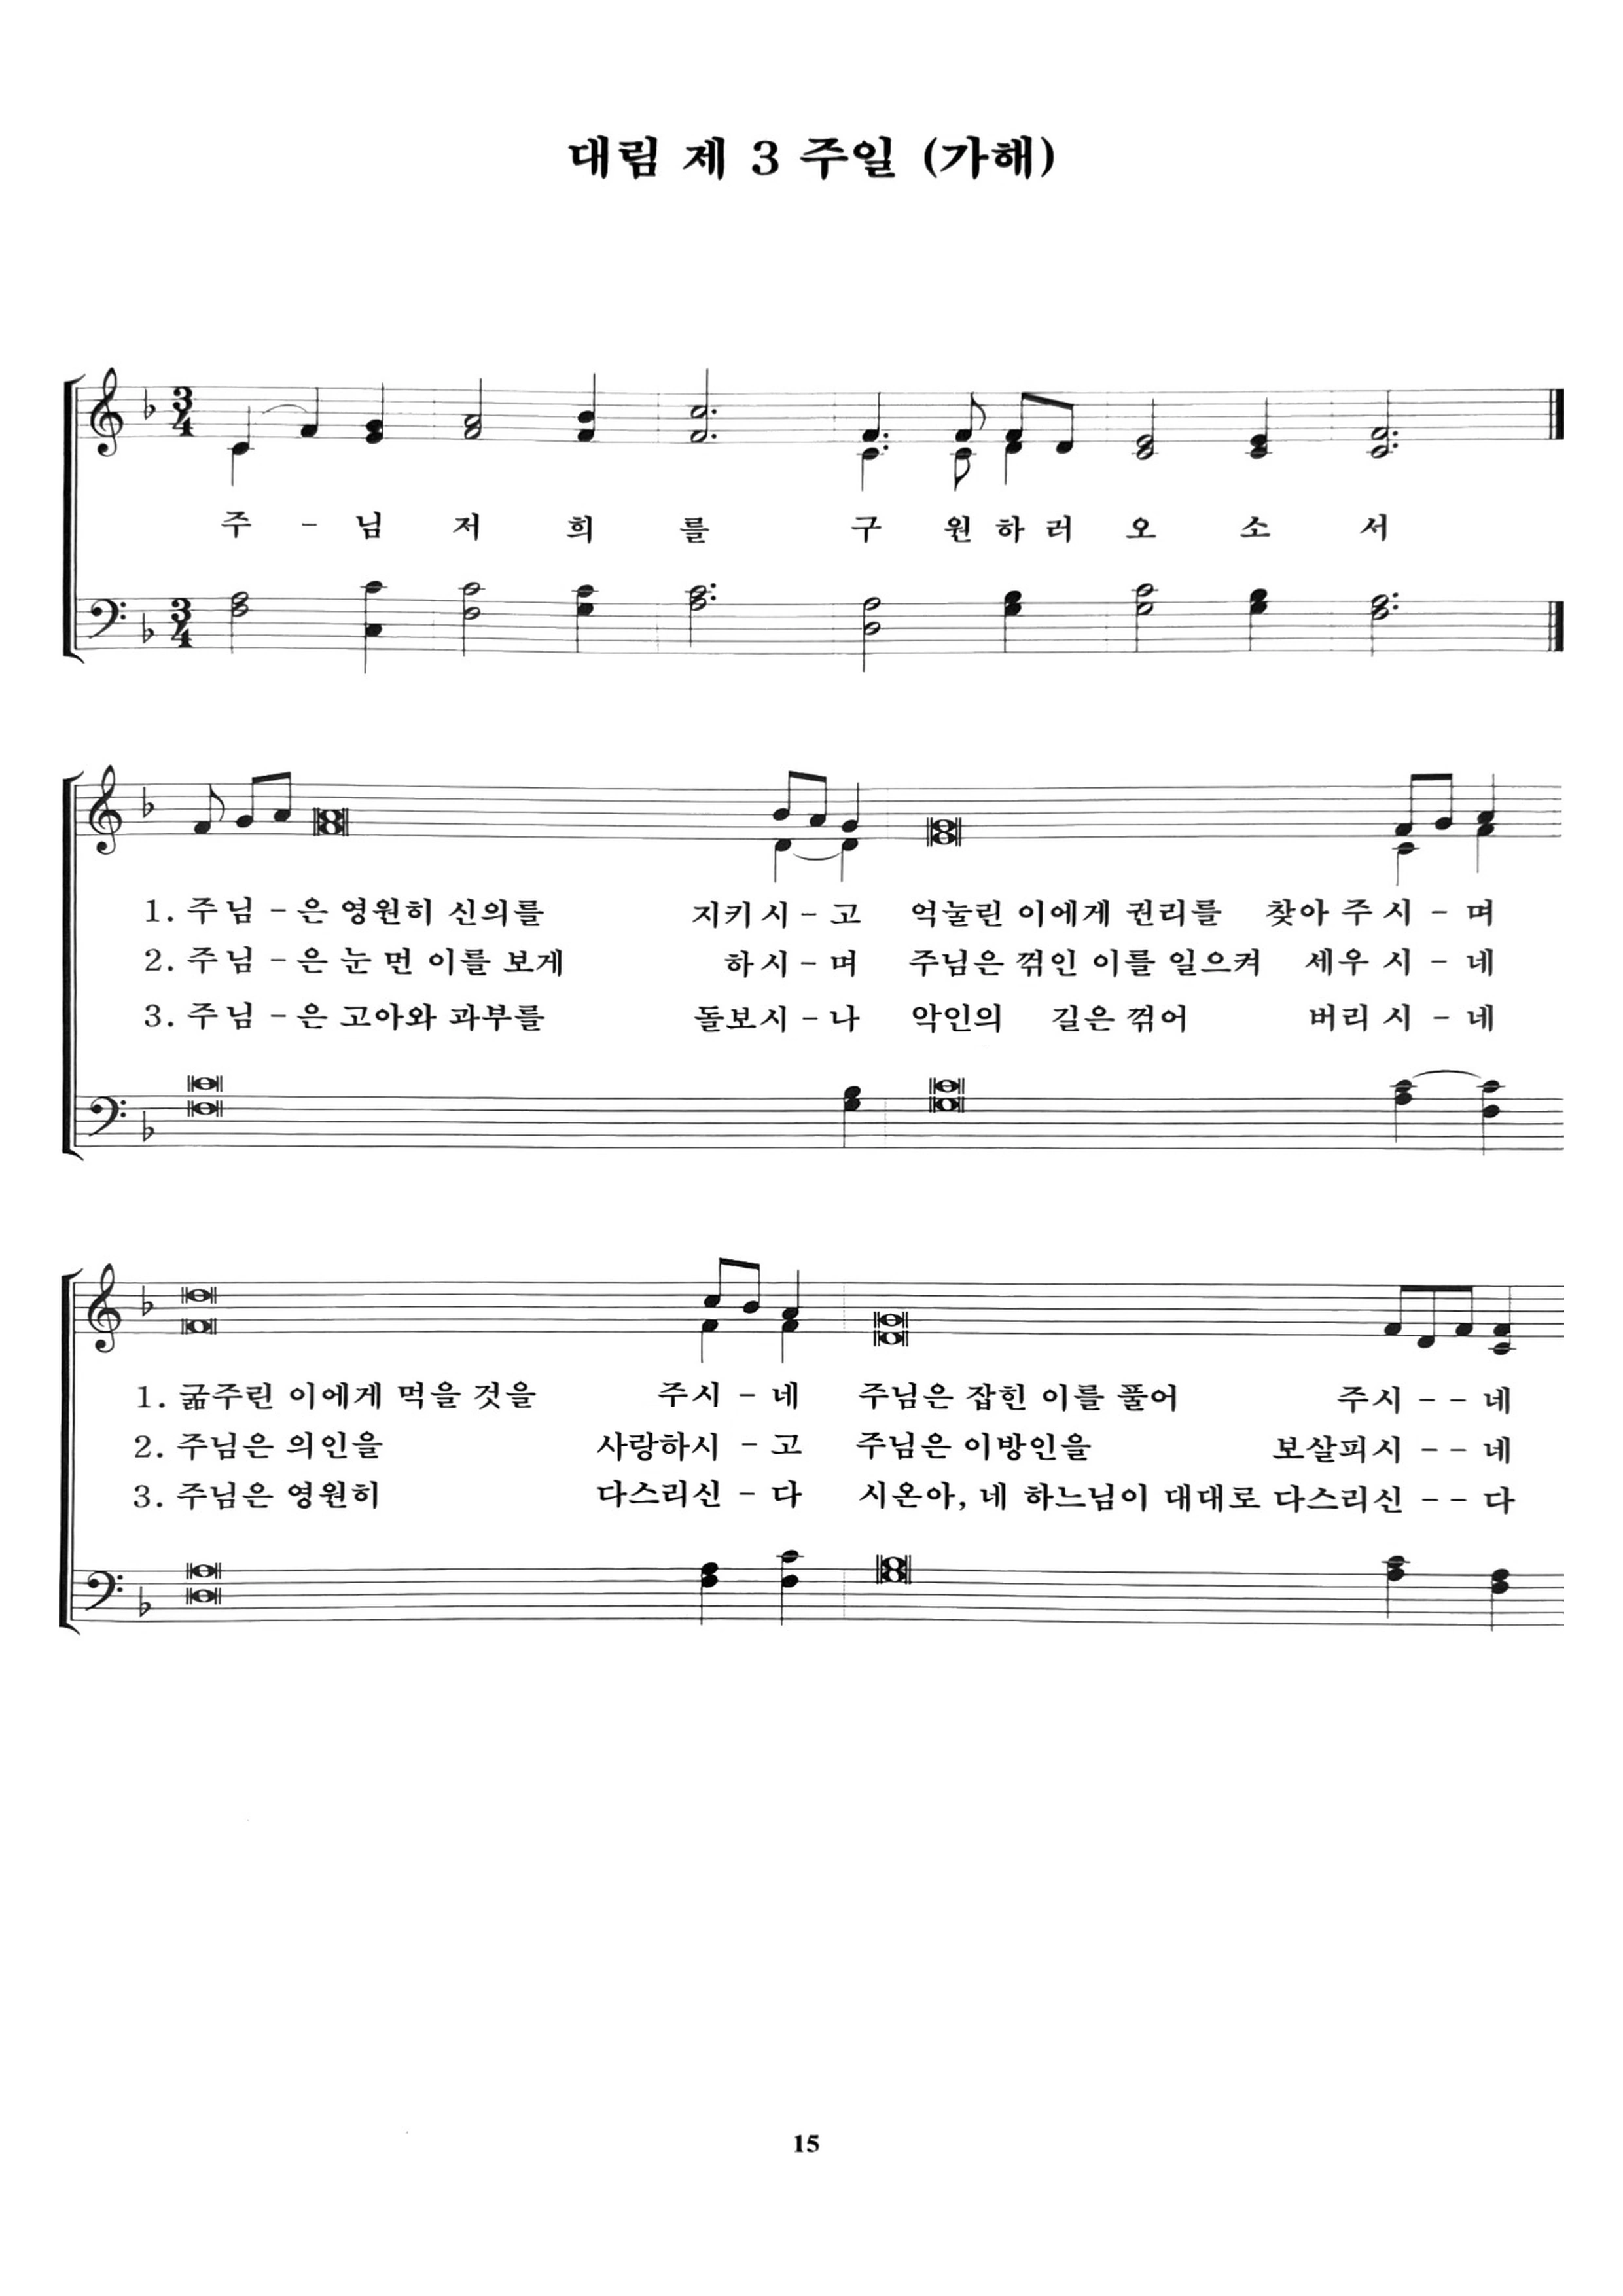 대림 제 3 주일 (가해)
주 - 님 저 희 를 구 원 하 러 오 소 서
1. 주 님 - 은 영원히 신의를 지키 시 - 고 억눌린 이에게 권리를 찾아 주 시 - 며
2. 주 님 - 은 눈 먼 이를 보게 하 시 - 며 주님은 꺾인 이를 일으켜 세우 시 - 네
3. 주 님 - 은 고아와 과부를 돌보시 - 나 악인의 길은 꺾어 버리 시 - 네
1. 굶주린 이에게 먹을 것을 주시 - 네 주님은 잡힌 이를 풀어 주시 - - 네
2. 주님은 의인을 사랑하시 - 고 주님은 이방인을 보살피시 - - 네
3. 주님은 영원히 다스리신 - 다 시온아, 네 하느님이 대대로 다스리신 - - 다
15